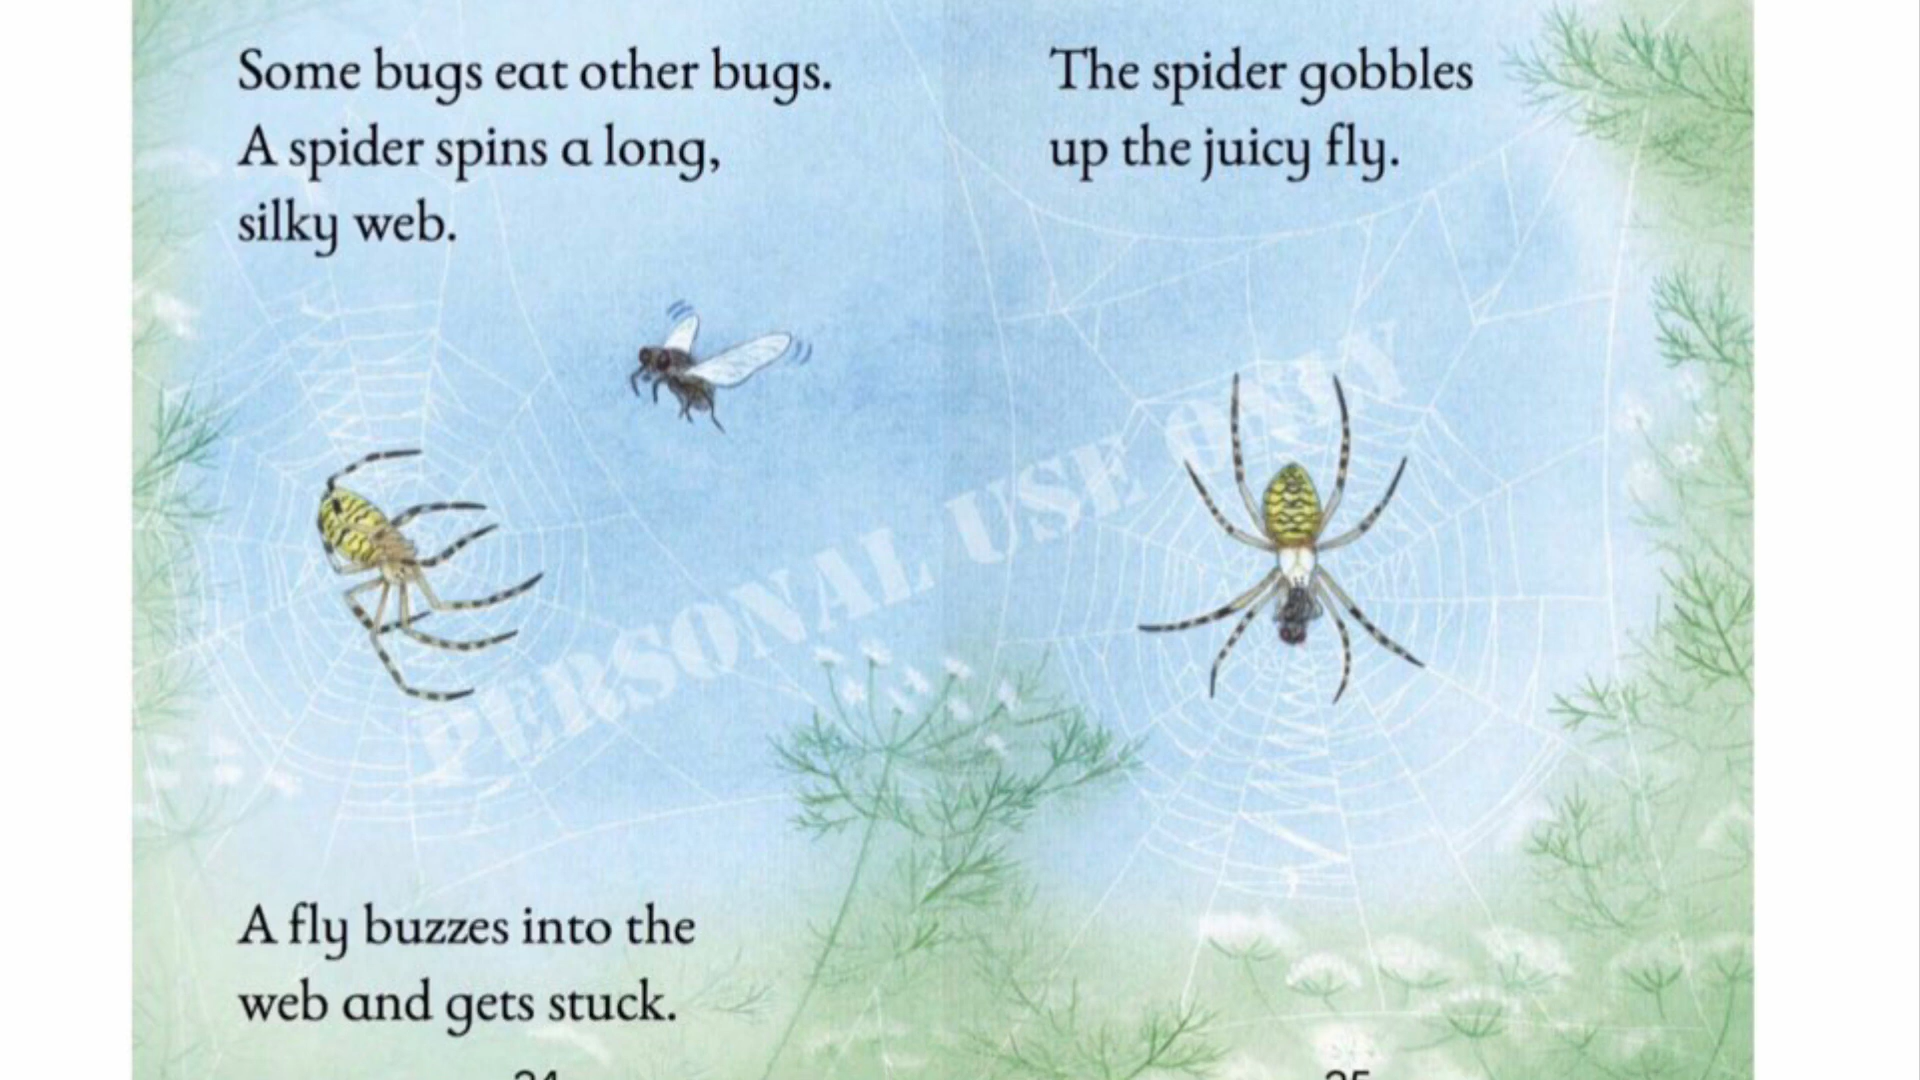 Some bugs eat other bugs.
A spider spins a long,
silky web.
A fly buzzes into the
web and gets stuck.
The spider gobbles
up the juicy fly.
PERSONAL USE ONLY